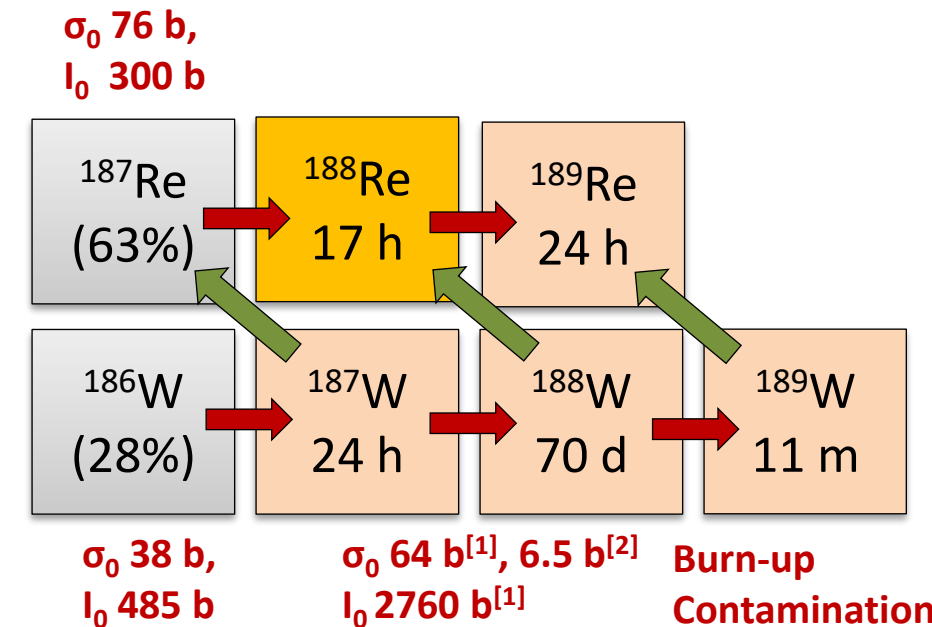 σ₀ 76 b,
I₀ 300 b
¹⁸⁷Re
(63%)
¹⁸⁸Re
17 h
¹⁸⁹Re
24 h
¹⁸⁶W
(28%)
¹⁸⁷W
24 h
¹⁸⁸W
70 d
¹⁸⁹W
11 m
σ₀ 38 b,
I₀ 485 b
σ₀ 64 b[1], 6.5 b[2]
I₀ 2760 b[1]
Burn-up
Contamination